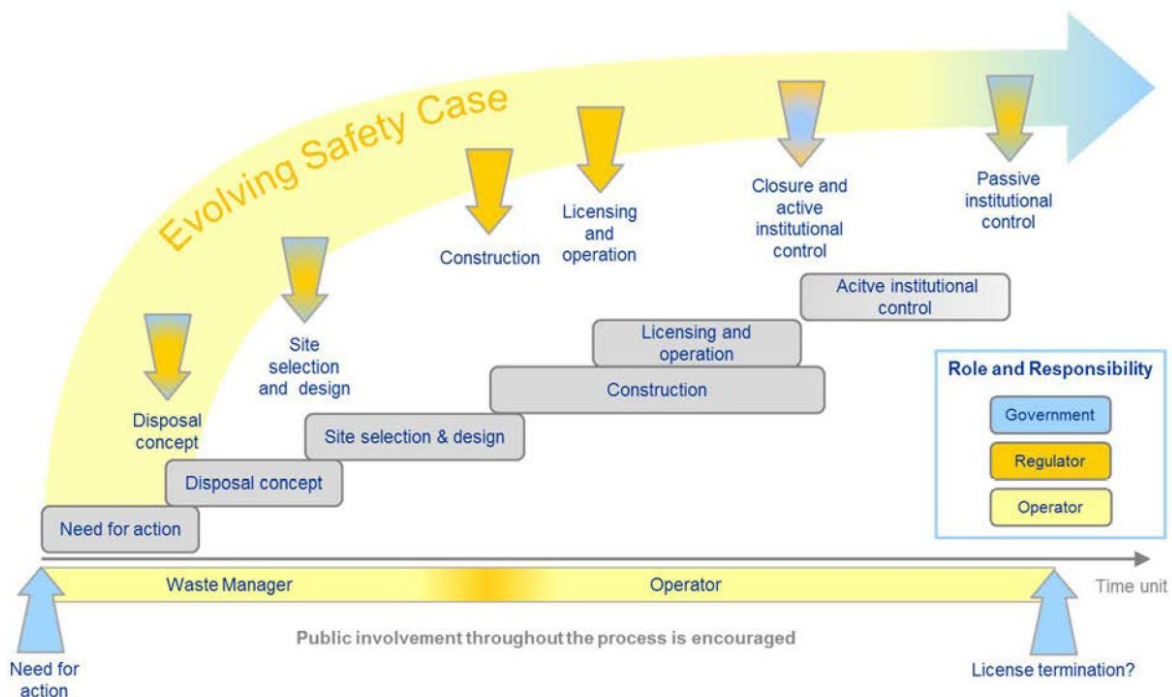 Evolving Safety Case
Passive
institutional
control
Closure and
active
institutional
control
Licensing
and
operation
Construction
Site
selection
and design
Disposal
concept
Acitve institutional
control
Licensing and
operation
Construction
Site selection & design
Disposal concept
Need for action
Role and Responsibility
Government
Regulator
Operator
Time unit
Waste Manager
Operator
Public involvement throughout the process is encouraged
Need for
action
License termination?